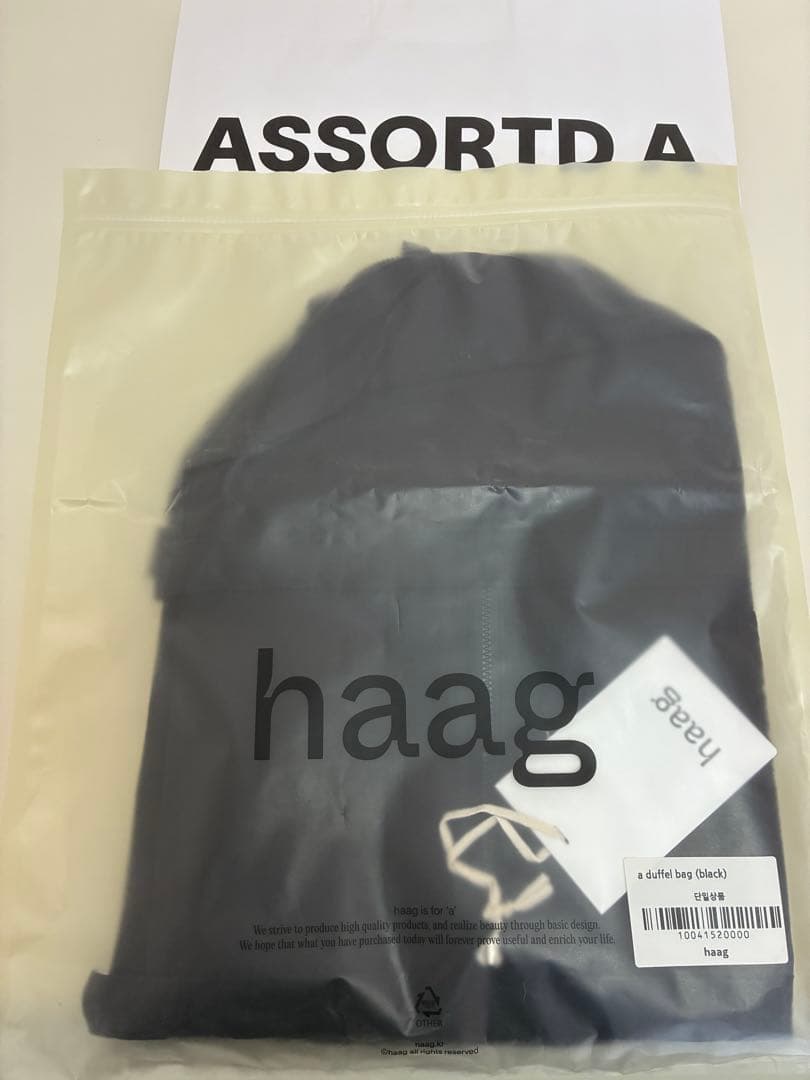 ASSORTD A
haag
haag
a duffel bag (black)
단일상품
10041520000
haag
haag is for 'a'
We strive to produce high quality products, and realize beauty through basic design.
We hope that what you have purchased today will forever prove useful and enrich your life.
OTHER
haag.kr
©haag all rights reserved